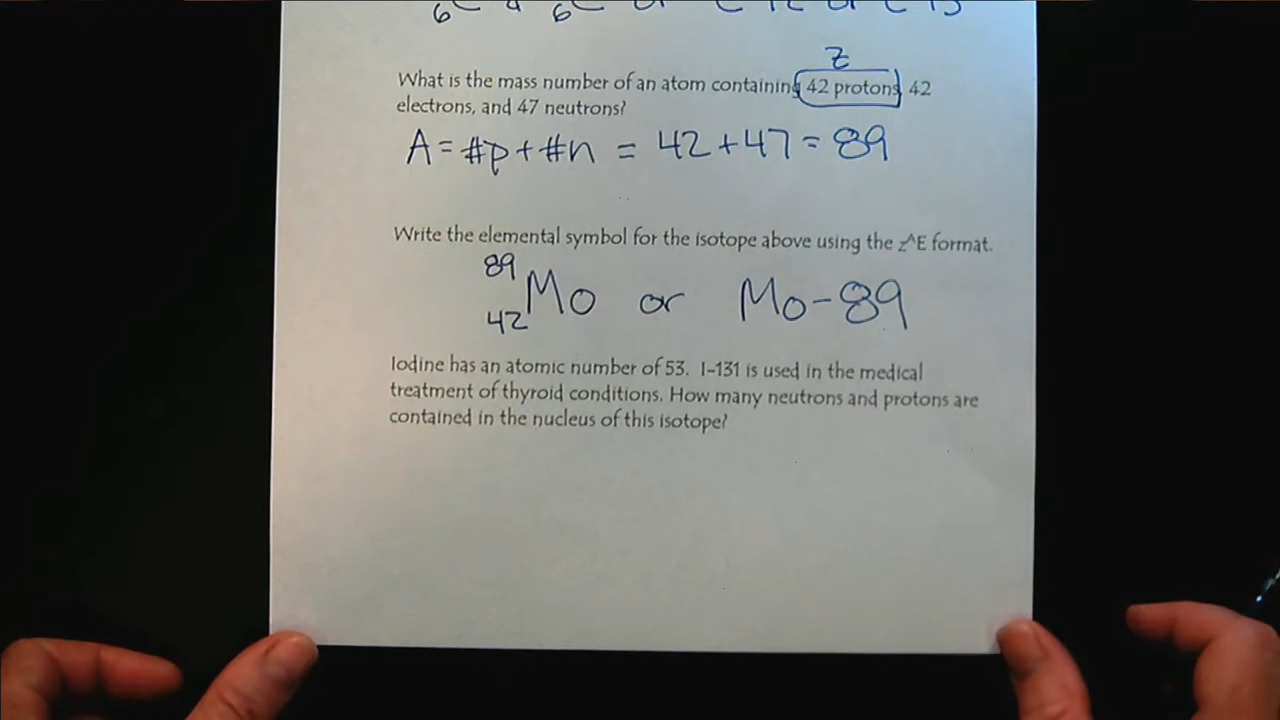 What is the mass number of an atom containing 42 protons, 42
electrons, and 47 neutrons?
Z
A = #p + #n = 42 + 47 = 89
Write the elemental symbol for the isotope above using the z^E format.
89
42 Mo or Mo-89
Iodine has an atomic number of 53. I-131 is used in the medical
treatment of thyroid conditions. How many neutrons and protons are
contained in the nucleus of this isotope?